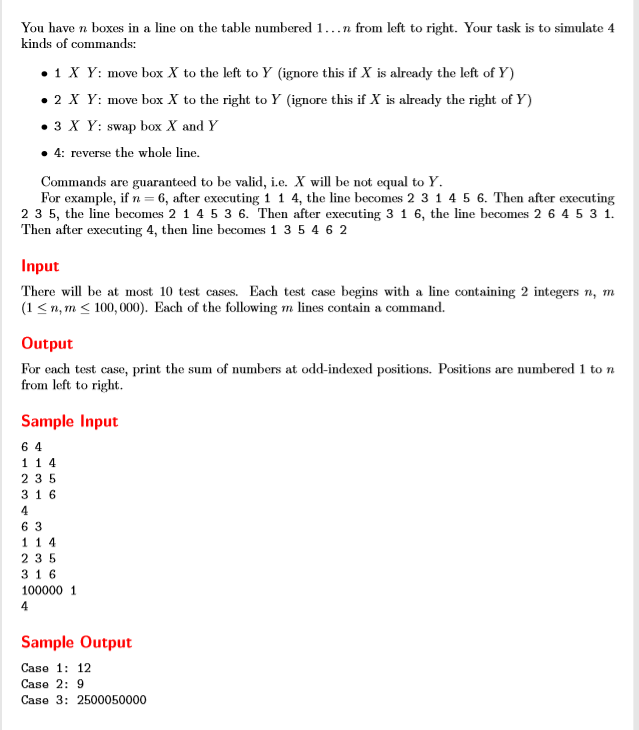 You have n boxes in a line on the table numbered 1...n from left to right. Your task is to simulate 4
kinds of commands:
• 1 X Y: move box X to the left to Y (ignore this if X is already the left of Y)
• 2 X Y: move box X to the right to Y (ignore this if X is already the right of Y)
• 3 X Y: swap box X and Y
• 4: reverse the whole line.
Commands are guaranteed to be valid, i.e. X will be not equal to Y.
For example, if n = 6, after executing 1 1 4, the line becomes 2 3 1 4 5 6. Then after executing
2 3 5, the line becomes 2 1 4 5 3 6. Then after executing 3 1 6, the line becomes 2 6 4 5 3 1.
Then after executing 4, then line becomes 1 3 5 4 6 2
Input
There will be at most 10 test cases. Each test case begins with a line containing 2 integers n, m
(1 ≤ n, m ≤ 100, 000). Each of the following m lines contain a command.
Output
For each test case, print the sum of numbers at odd-indexed positions. Positions are numbered 1 to n
from left to right.
Sample Input
6 4
1 1 4
2 3 5
3 1 6
4
6 3
1 1 4
2 3 5
3 1 6
100000 1
4
Sample Output
Case 1: 12
Case 2: 9
Case 3: 2500050000